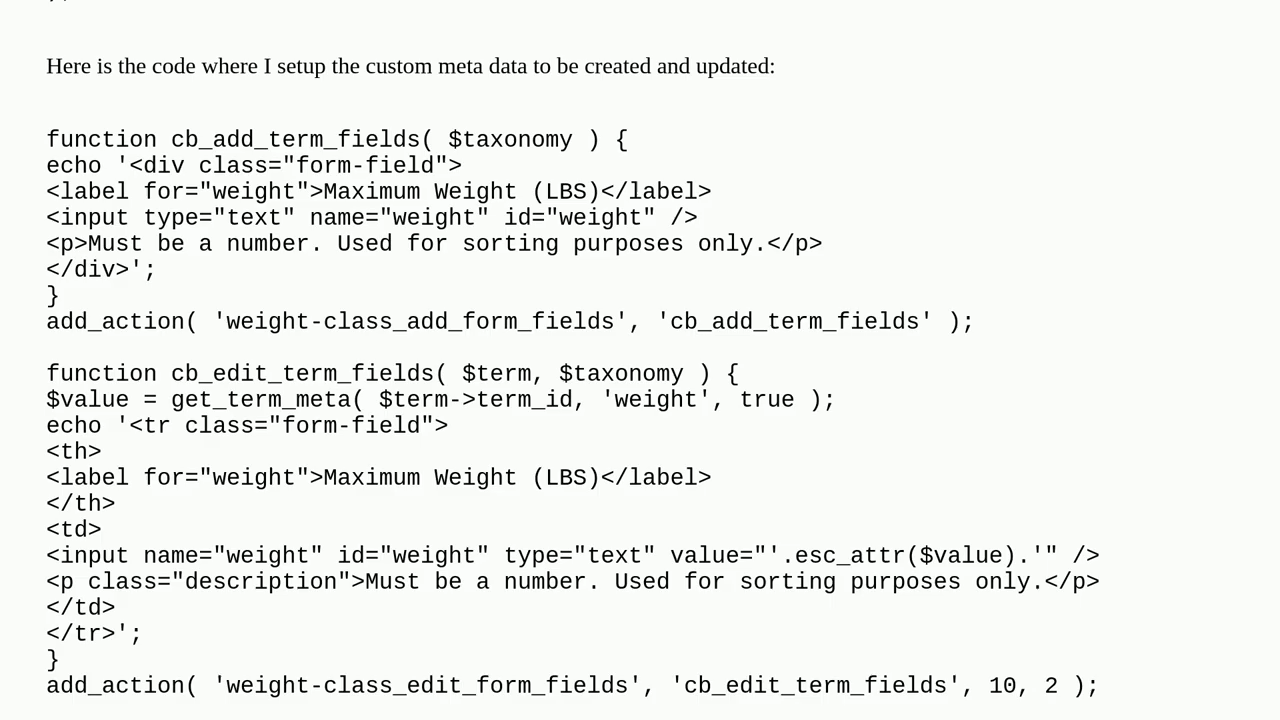 Here is the code where I setup the custom meta data to be created and updated:
function cb_add_term_fields( $taxonomy ) {
echo '<div class="form-field">
<label for="weight">Maximum Weight (LBS)</label>
<input type="text" name="weight" id="weight" />
<p>Must be a number. Used for sorting purposes only.</p>
</div>';
}
add_action( 'weight-class_add_form_fields', 'cb_add_term_fields' );
function cb_edit_term_fields( $term, $taxonomy ) {
$value = get_term_meta( $term->term_id, 'weight', true );
echo '<tr class="form-field">
<th>
<label for="weight">Maximum Weight (LBS)</label>
</th>
<td>
<input name="weight" id="weight" type="text" value="'.esc_attr($value).'" />
<p class="description">Must be a number. Used for sorting purposes only.</p>
</td>
</tr>';
}
add_action( 'weight-class_edit_form_fields', 'cb_edit_term_fields', 10, 2 );